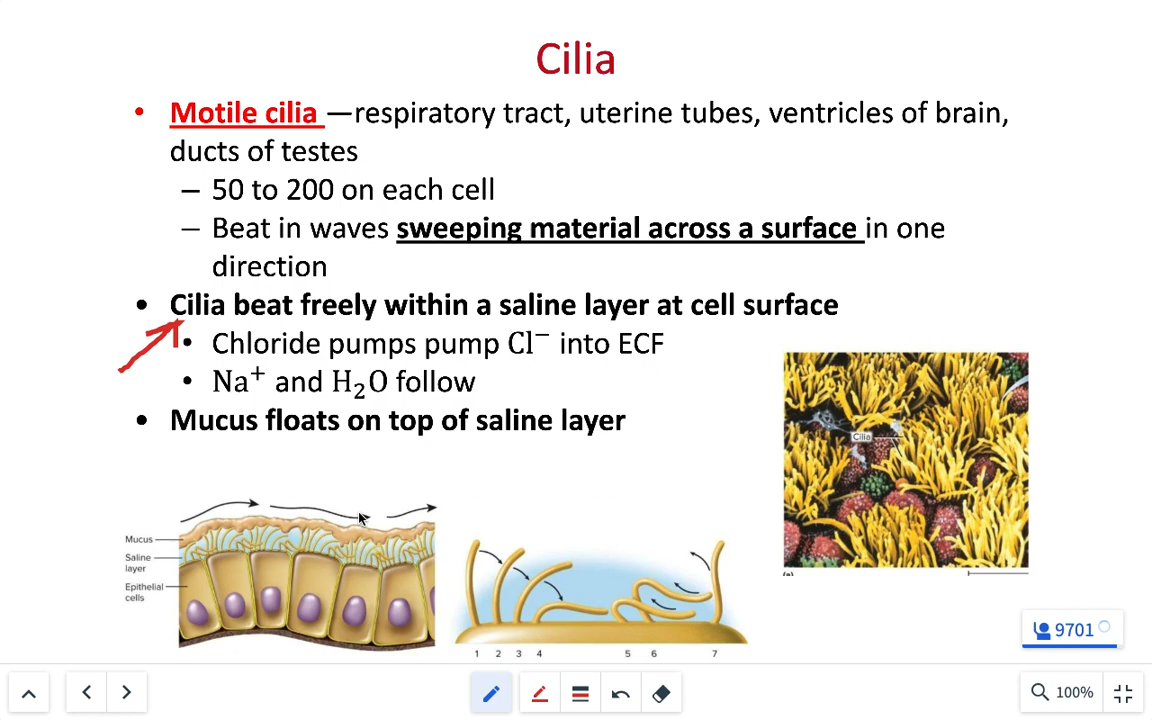 Cilia
• Motile cilia —respiratory tract, uterine tubes, ventricles of brain,
ducts of testes
– 50 to 200 on each cell
– Beat in waves sweeping material across a surface in one
direction
• Cilia beat freely within a saline layer at cell surface
• Chloride pumps pump Cl⁻ into ECF
• Na⁺ and H₂O follow
• Mucus floats on top of saline layer
Cilia
(a)
Mucus
Saline
layer
Epithelial
cells
1 2 3 4 5 6 7
9701
100%